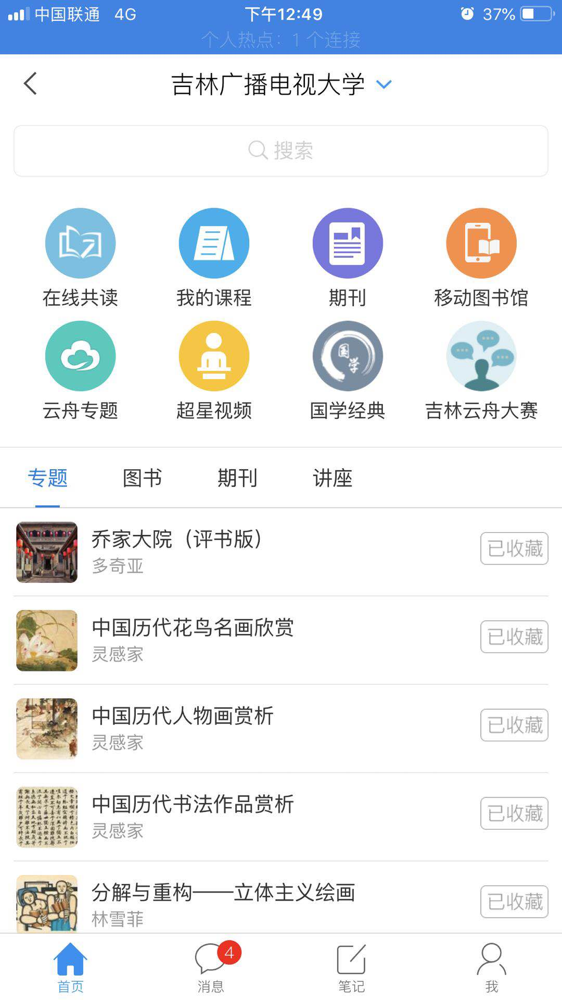 中国联通 4G 下午12:49 37%
个人热点：1 个连接
吉林广播电视大学
搜索
在线共读 我的课程 期刊 移动图书馆
国学
云舟专题 超星视频 国学经典 吉林云舟大赛
专题 图书 期刊 讲座
乔家大院（评书版）
多奇亚
已收藏
中国历代花鸟名画欣赏
灵感家
已收藏
中国历代人物画赏析
灵感家
已收藏
中国历代书法作品赏析
灵感家
已收藏
分解与重构——立体主义绘画
林雪菲
已收藏
4
首页 消息 笔记 我